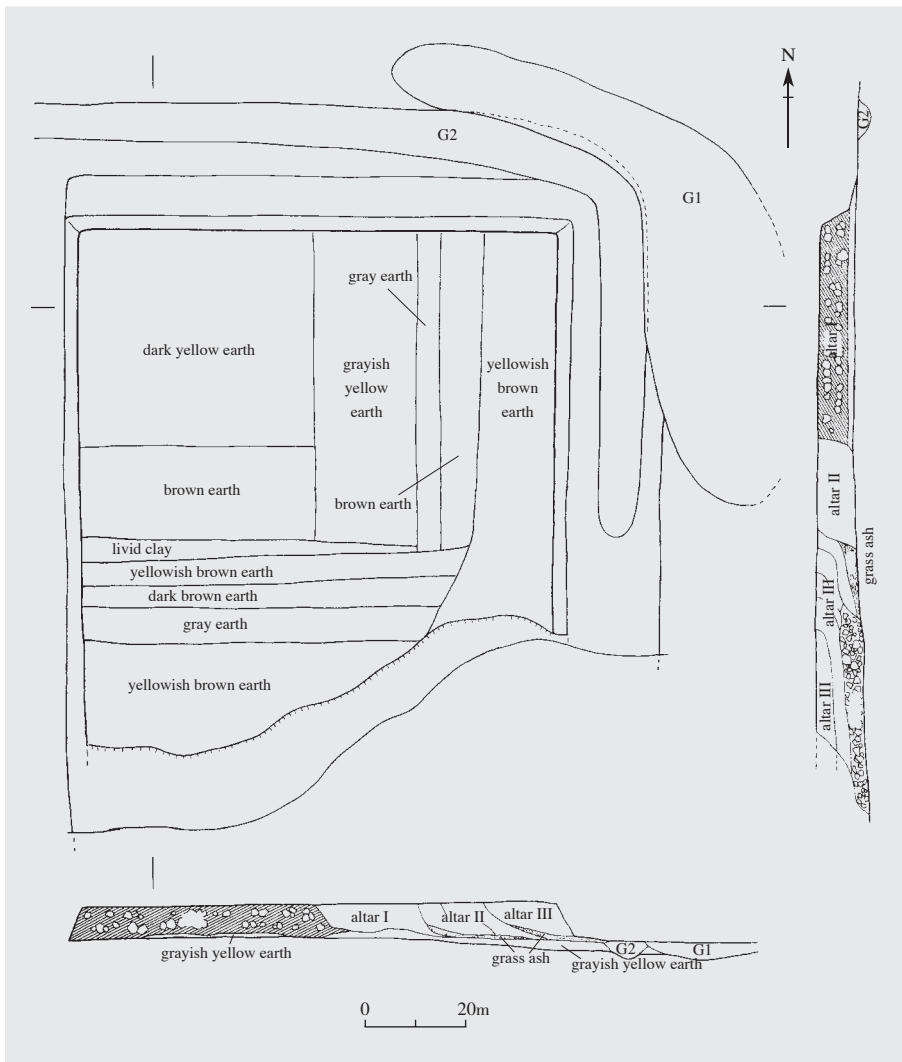 N
G2
G2
G1
gray earth
dark yellow earth
grayish
yellow
earth
yellowish
brown
earth
altar I
brown earth
brown earth
altar II
livid clay
yellowish brown earth
dark brown earth
gray earth
grass ash
altar III
yellowish brown earth
altar III
altar I
altar II
altar III
grayish yellow earth
grass ash
grayish yellow earth
G2
G1
0
20m